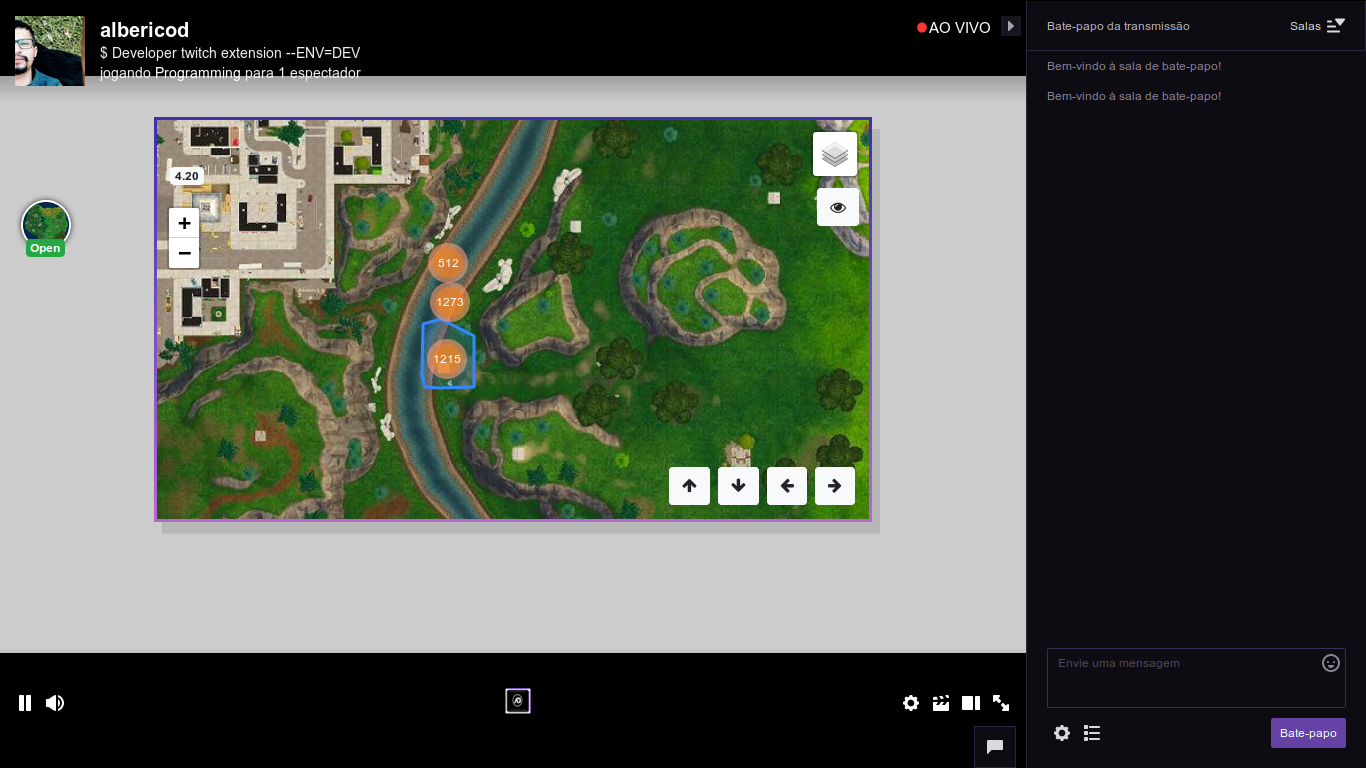 albericod
$ Developer twitch extension --ENV=DEV
jogando Programming para 1 espectador
AO VIVO
4.20
+
−
Open
512
1273
1215
Bate-papo da transmissão
Salas
Bem-vindo à sala de bate-papo!
Bem-vindo à sala de bate-papo!
Envie uma mensagem
Bate-papo